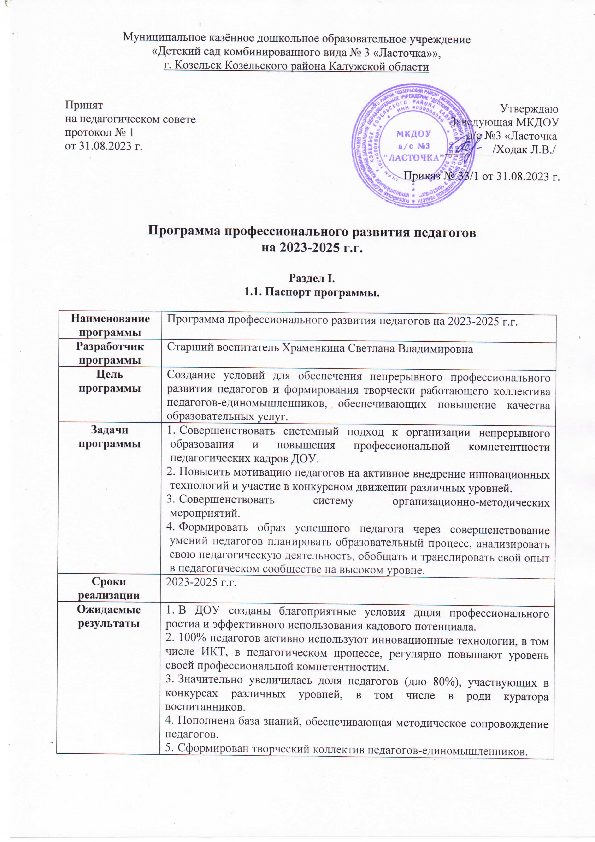 Муниципальное казённое дошкольное образовательное учреждение
«Детский сад комбинированного вида № 3 «Ласточка»»,
г. Козельск Козельского района Калужской области
Принят
на педагогическом совете
протокол № 1
от 31.08.2023 г.
МКДОУ
д/с №3
"ЛАСТОЧКА"
Утверждаю
Заведующая МКДОУ
д/с №3 «Ласточка
/Ходак Л.В./
Приказ № 33/1 от 31.08.2023 г.
Программа профессионального развития педагогов
на 2023-2025 г.г.
Раздел I.
1.1. Паспорт программы.
Наименование
программы
Программа профессионального развития педагогов на 2023-2025 г.г.
Разработчик
программы
Старший воспитатель Храменкина Светлана Владимировна
Цель
программы
Создание условий для обеспечения непрерывного профессионального
развития педагогов и формирования творчески работающего коллектива
педагогов-единомышленников, обеспечивающих повышение качества
образовательных услуг.
Задачи
программы
1. Совершенствовать системный подход к организации непрерывного
образования и повышения профессиональной компетентности
педагогических кадров ДОУ.
2. Повысить мотивацию педагогов на активное внедрение инновационных
технологий и участие в конкурсном движении различных уровней.
3. Совершенствовать систему организационно-методических
мероприятий.
4. Формировать образ успешного педагога через совершенствование
умений педагогов планировать образовательный процесс, анализировать
свою педагогическую деятельность, обобщать и транслировать свой опыт
в педагогическом сообществе на высоком уровне.
Сроки
реализации
2023-2025 г.г.
Ожидаемые
результаты
1. В ДОУ созданы благоприятные условия дпля профессионального
ростиа и эффективного использования кадового потенциала.
2. 100% педагогов активно используют инновационные технологии, в том
числе ИКТ, в педагогическом процессе, регулярно повышают уровень
своей профессиональной компетентностим.
3. Значительно увеличилась доля педагогов (дло 80%), участвующих в
конкурсах различных уровней, в том числе в роди куратора
воспитанников.
4. Пополнена база знаний, обеспечивающая методическое сопровождение
педагогов.
5. Сформирован творческий коллектив педагогов-единомышленников.